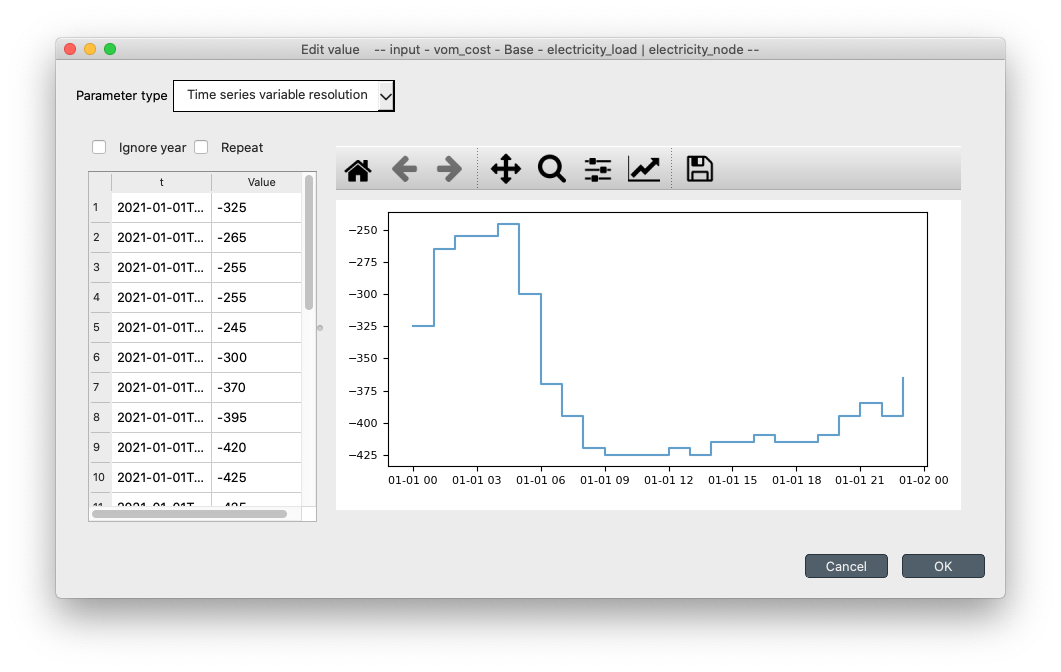 Edit value -- input - vom_cost - Base - electricity_load | electricity_node --
Parameter type Time series variable resolution
Ignore year Repeat
t Value
1 2021-01-01T... -325
2 2021-01-01T... -265
3 2021-01-01T... -255
4 2021-01-01T... -255
5 2021-01-01T... -245
6 2021-01-01T... -300
7 2021-01-01T... -370
8 2021-01-01T... -395
9 2021-01-01T... -420
10 2021-01-01T... -425
11 2021-01-01T... -425
−250
−275
−300
−325
−350
−375
−400
−425
01-01 00 01-01 03 01-01 06 01-01 09 01-01 12 01-01 15 01-01 18 01-01 21 01-02 00
Cancel OK